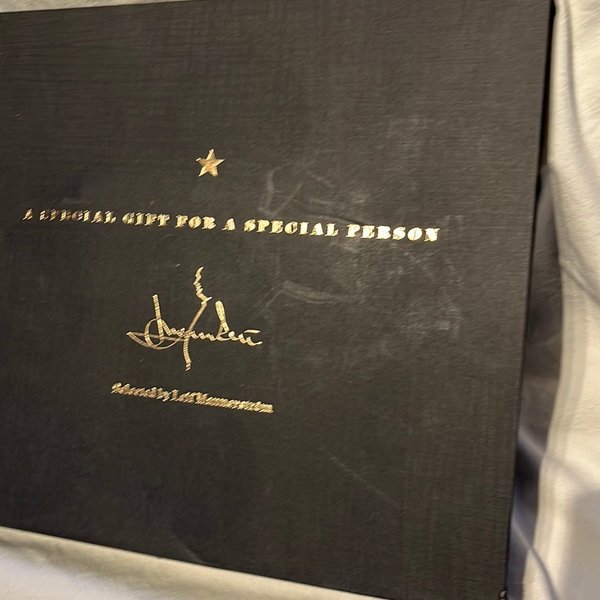 A SPECIAL GIFT FOR A SPECIAL PERSON
Selected by Leif Mannerström